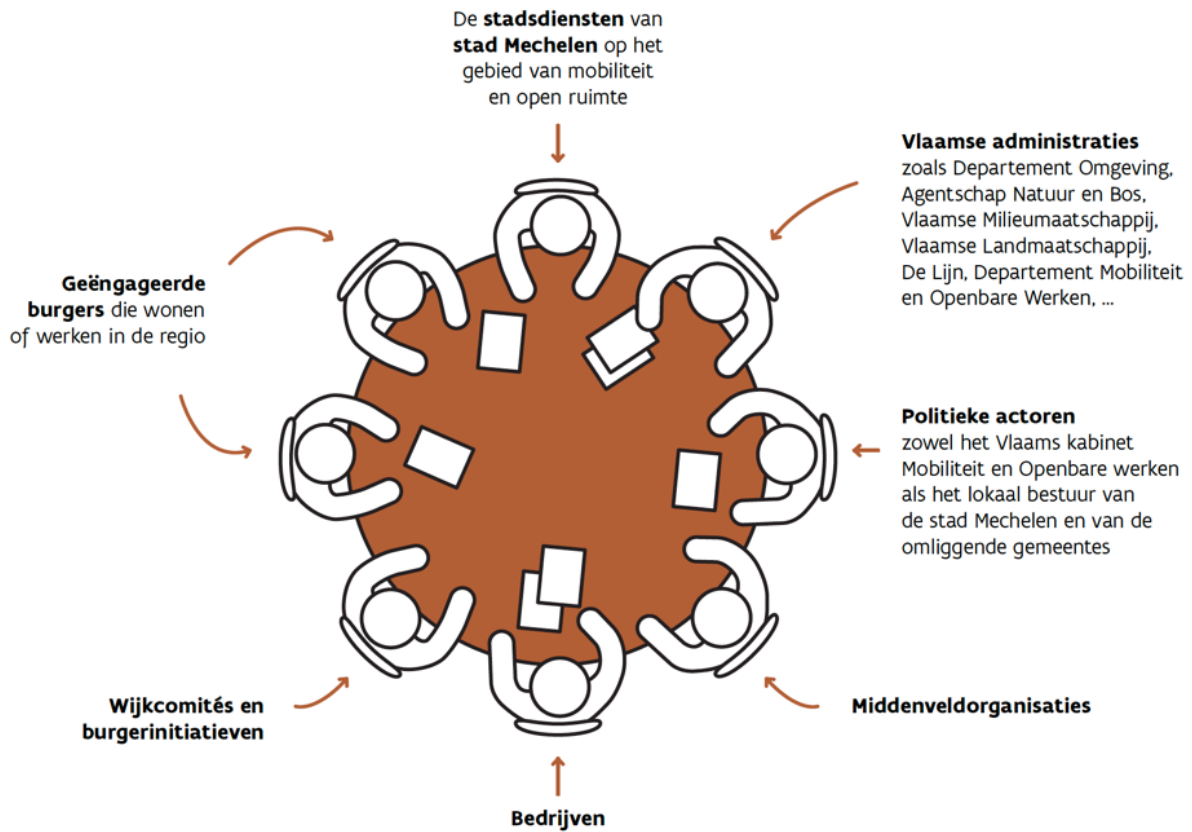 De stadsdiensten van
stad Mechelen op het
gebied van mobiliteit
en open ruimte
Vlaamse administraties
zoals Departement Omgeving,
Agentschap Natuur en Bos,
Vlaamse Milieumaatschappij,
Vlaamse Landmaatschappij,
De Lijn, Departement Mobiliteit
en Openbare Werken, ...
Geëngageerde
burgers die wonen
of werken in de regio
Politieke actoren
zowel het Vlaams kabinet
Mobiliteit en Openbare werken
als het lokaal bestuur van
de stad Mechelen en van de
omliggende gemeentes
Wijkcomités en
burgerinitiatieven
Middenveldorganisaties
Bedrijven